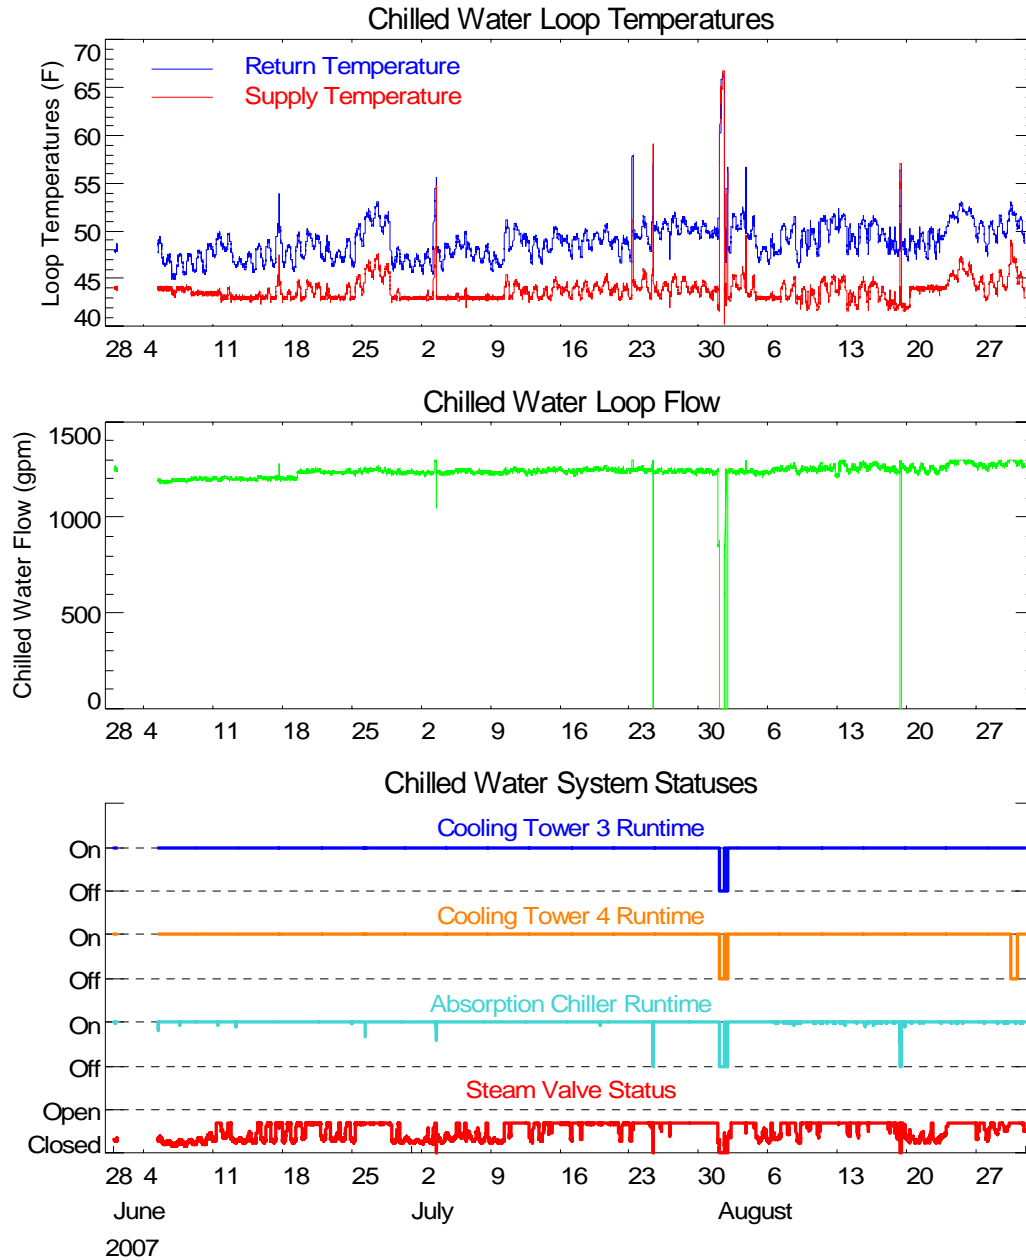 Chilled Water Loop Temperatures
Loop Temperatures (F)
70
65
60
55
50
45
40
Return Temperature
Supply Temperature
28 4 11 18 25 2 9 16 23 30 6 13 20 27
Chilled Water Loop Flow
Chilled Water Flow (gpm)
1500
1000
500
0
28 4 11 18 25 2 9 16 23 30 6 13 20 27
Chilled Water System Statuses
Cooling Tower 3 Runtime
On
Off
Cooling Tower 4 Runtime
On
Off
Absorption Chiller Runtime
On
Off
Steam Valve Status
Open
Closed
28 4 11 18 25 2 9 16 23 30 6 13 20 27
June July August
2007